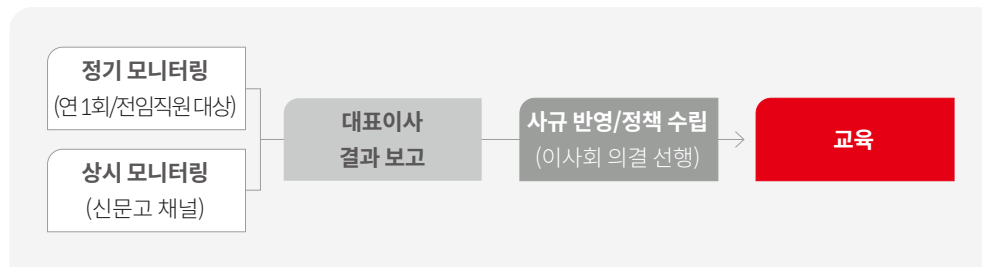 정기 모니터링
(연 1회/전임직원 대상)
상시 모니터링
(신문고 채널)
대표이사
결과 보고
사규 반영/정책 수립
(이사회 의결 선행)
교육